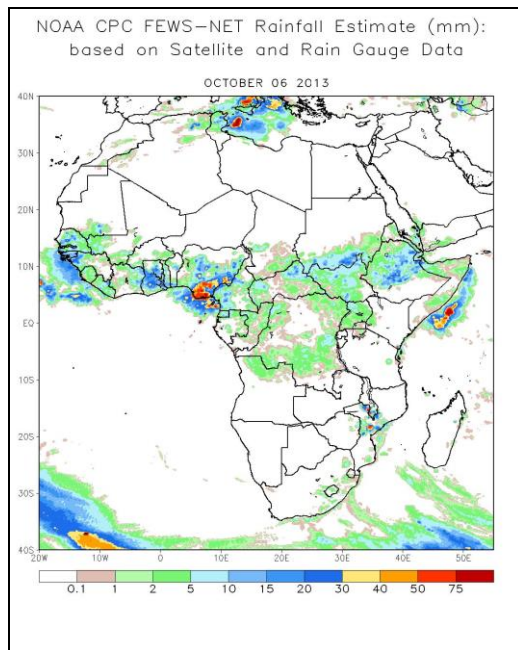 NOAA CPC FEWS-NET Rainfall Estimate (mm):
based on Satellite and Rain Gauge Data
OCTOBER 06 2013
40N
30N
20N
10N
EQ
10S
20S
30S
40S
20W 10W 0 10E 20E 30E 40E 50E
0.1 1 2 5 10 15 20 30 40 50 75